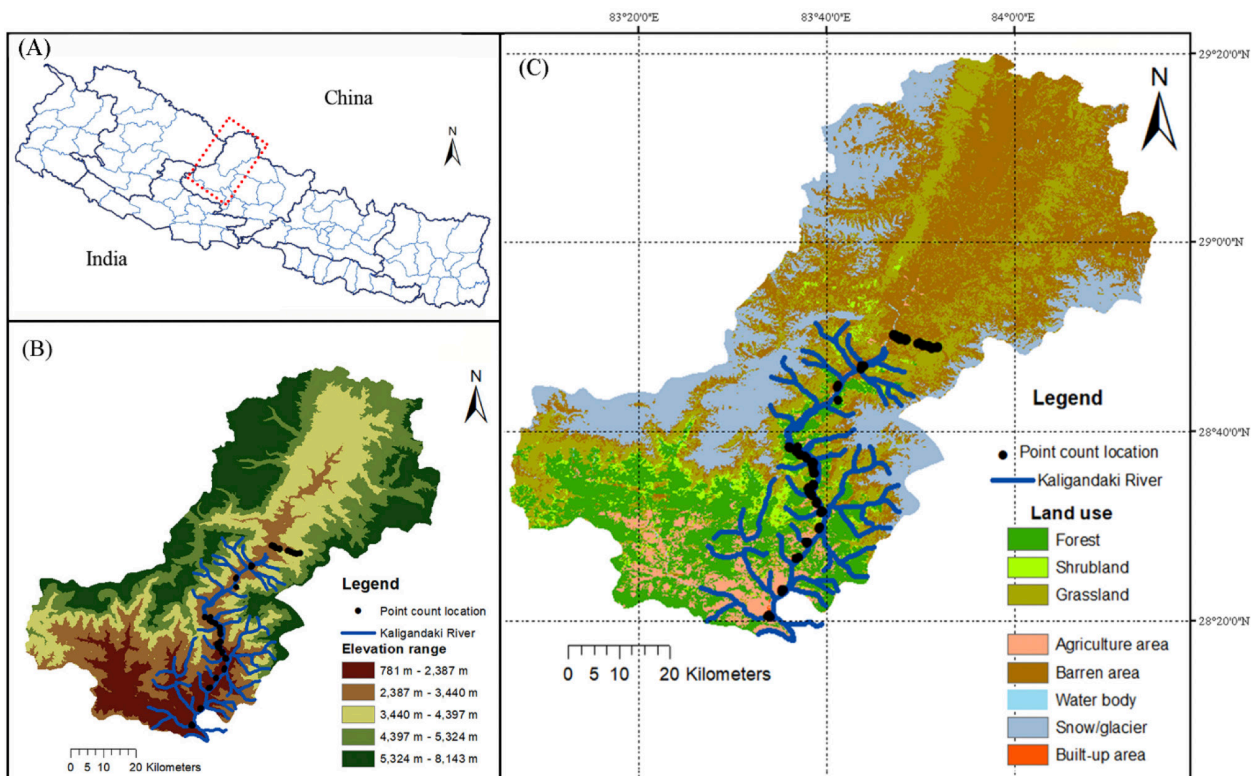 (A)
China
N
India
(B)
N
Legend
Point count location
Kaligandaki River
Elevation range
781 m - 2,387 m
2,387 m - 3,440 m
3,440 m - 4,397 m
4,397 m - 5,324 m
5,324 m - 8,143 m
0 5 10 20 Kilometers
83°20'0"E 83°40'0"E 84°0'0"E
(C)
N
29°20'0"N
29°0'0"N
28°40'0"N
28°20'0"N
Legend
Point count location
Kaligandaki River
Land use
Forest
Shrubland
Grassland
Agriculture area
Barren area
Water body
Snow/glacier
Built-up area
0 5 10 20 Kilometers